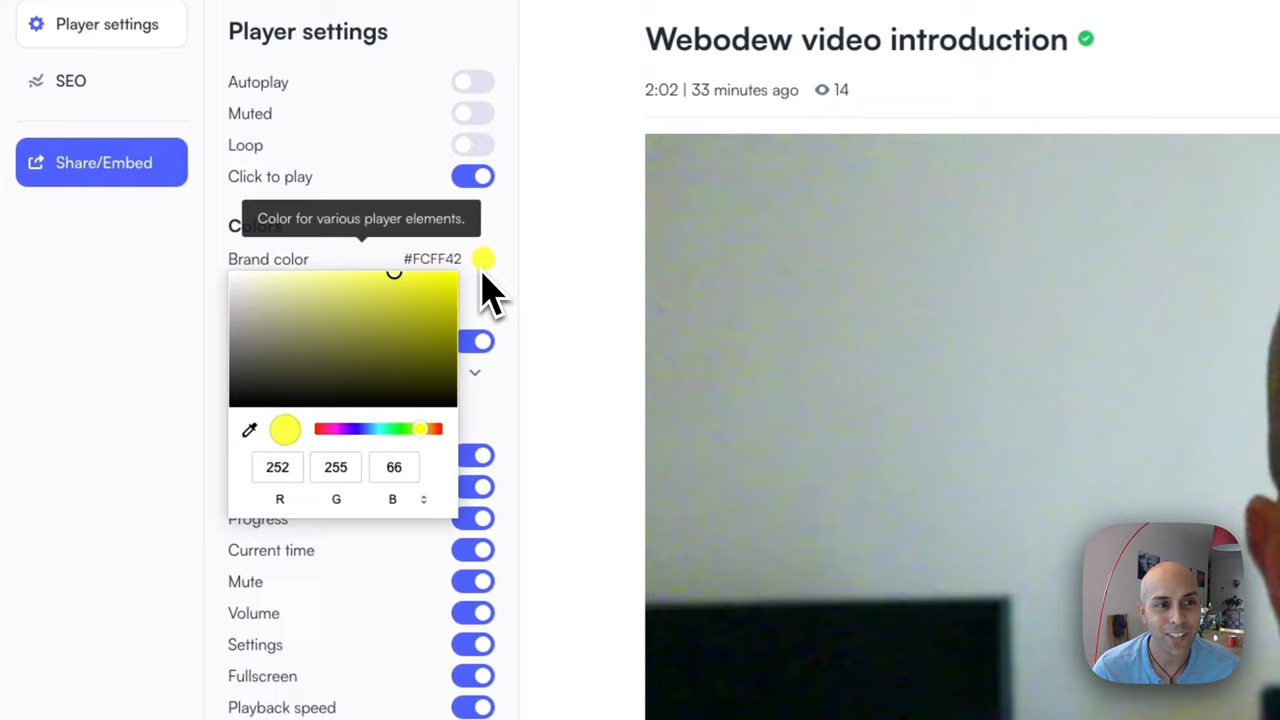 Player settings
SEO
Share/Embed
Player settings
Autoplay
Muted
Loop
Click to play
Color for various player elements.
Colors
Brand color #FCFF42
252 255 66
R G B
Progress
Current time
Mute
Volume
Settings
Fullscreen
Playback speed
Webodew video introduction
2:02 | 33 minutes ago 14